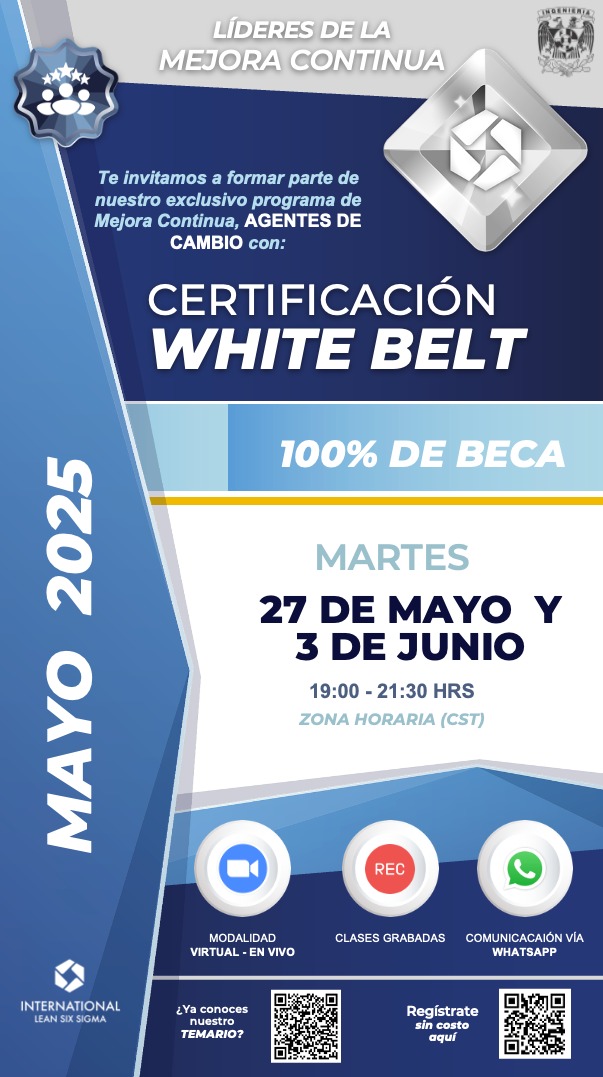 LÍDERES DE LA
MEJORA CONTINUA
INGENIERIA
Te invitamos a formar parte de
nuestro exclusivo programa de
Mejora Continua, AGENTES DE
CAMBIO con:
CERTIFICACIÓN
WHITE BELT
100% DE BECA
MAYO 2025
MARTES
27 DE MAYO Y
3 DE JUNIO
19:00 - 21:30 HRS
ZONA HORARIA (CST)
REC
MODALIDAD
VIRTUAL - EN VIVO
CLASES GRABADAS
COMUNICACAIÓN VÍA
WHATSAPP
INTERNATIONAL
LEAN SIX SIGMA
¿Ya conoces
nuestro
TEMARIO?
Regístrate
sin costo
aquí